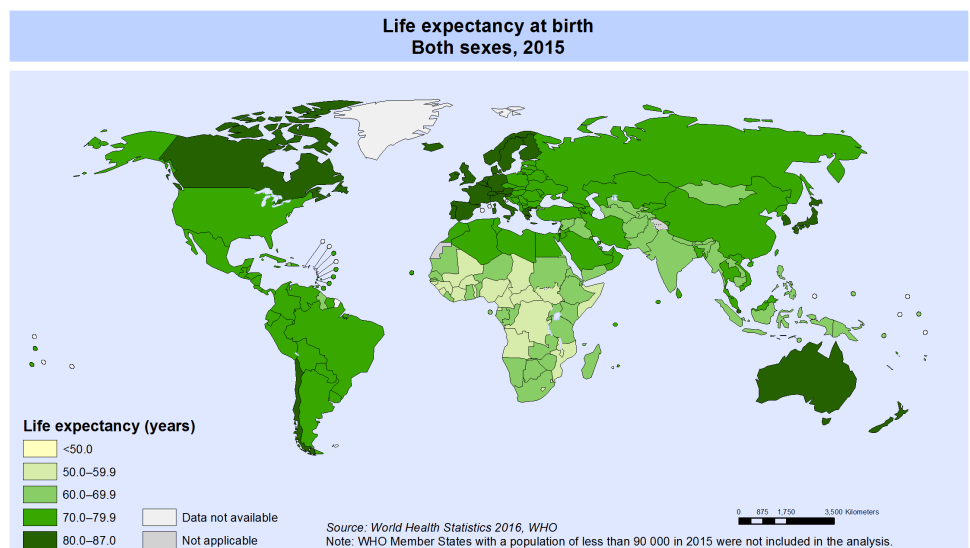 Life expectancy at birth
Both sexes, 2015
Life expectancy (years)
<50.0
50.0–59.9
60.0–69.9
70.0–79.9
80.0–87.0
Data not available
Not applicable
0 875 1,750 3,500 Kilometers
Source: World Health Statistics 2016, WHO
Note: WHO Member States with a population of less than 90 000 in 2015 were not included in the analysis.